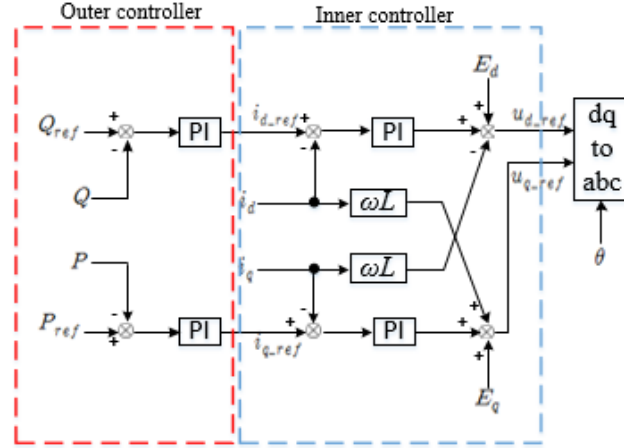 Outer controller
Inner controller
E_d
Q_ref + - PI i_d_ref + - PI + + - u_d_ref
dq
to
abc
u_q_ref
Q
i_d ωL
θ
P
i_q ωL
P_ref - + PI i_q_ref - + PI + + + 
E_q